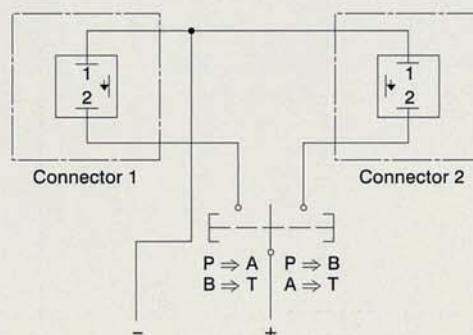 1
2
1
2
Connector 1
Connector 2
P ⇒ A
B ⇒ T
P ⇒ B
A ⇒ T
– +